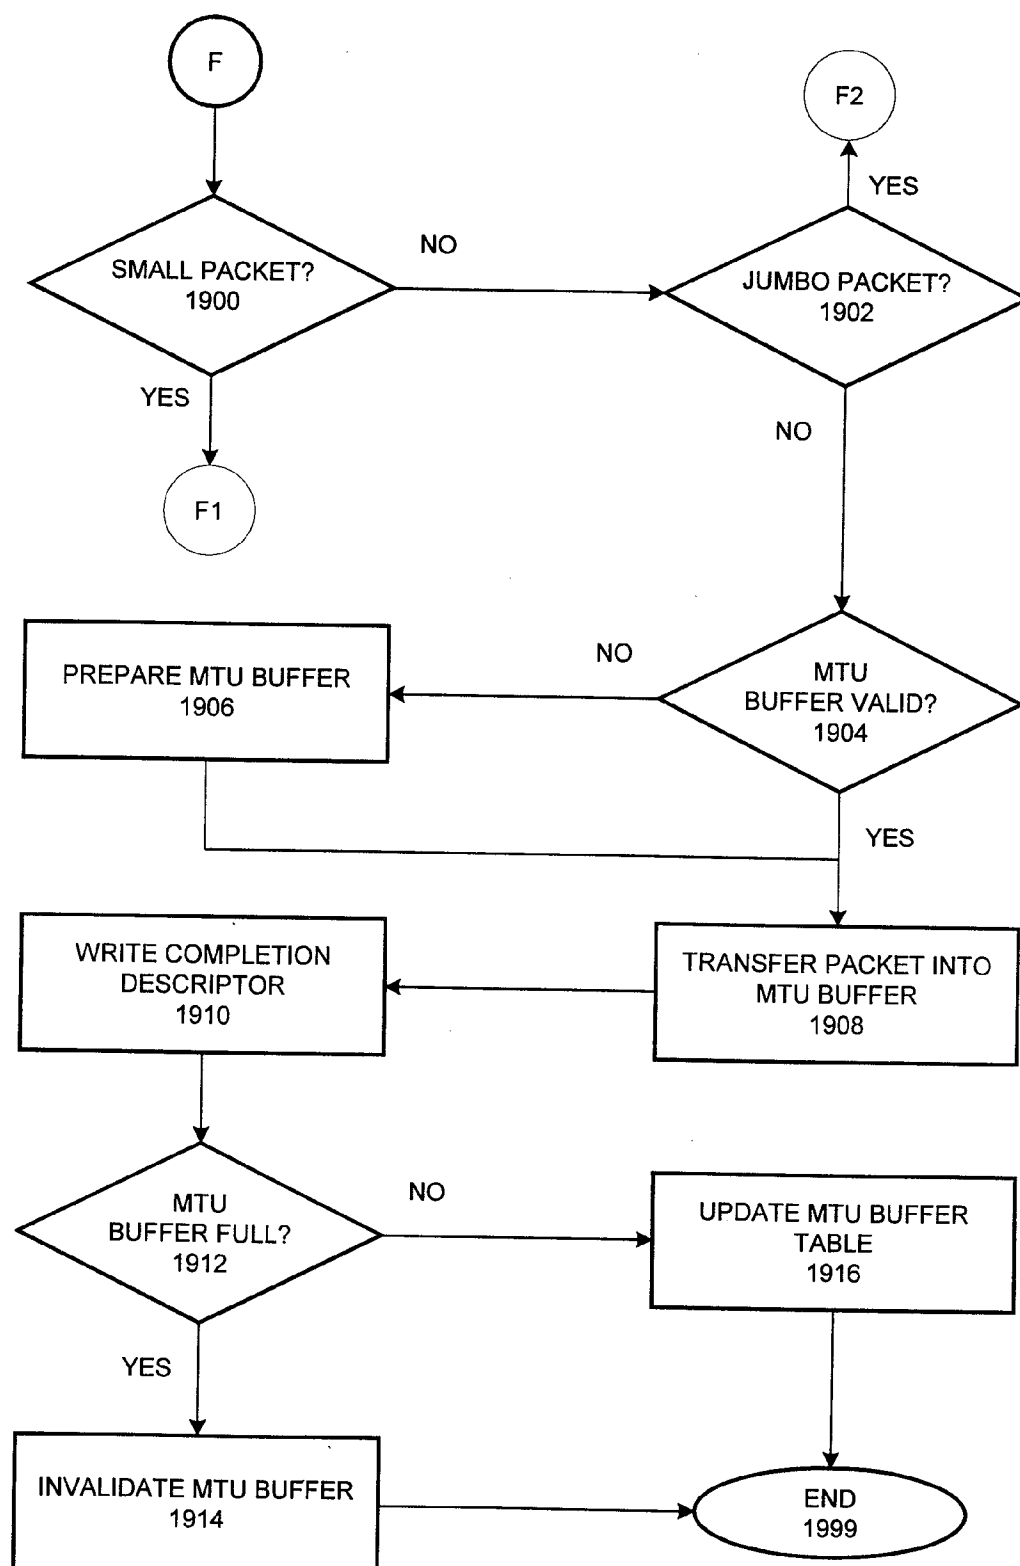 F
F2
YES
SMALL PACKET?
1900
NO
JUMBO PACKET?
1902
YES
NO
F1
PREPARE MTU BUFFER
1906
NO
MTU
BUFFER VALID?
1904
YES
WRITE COMPLETION
DESCRIPTOR
1910
TRANSFER PACKET INTO
MTU BUFFER
1908
MTU
BUFFER FULL?
1912
NO
UPDATE MTU BUFFER
TABLE
1916
YES
INVALIDATE MTU BUFFER
1914
END
1999